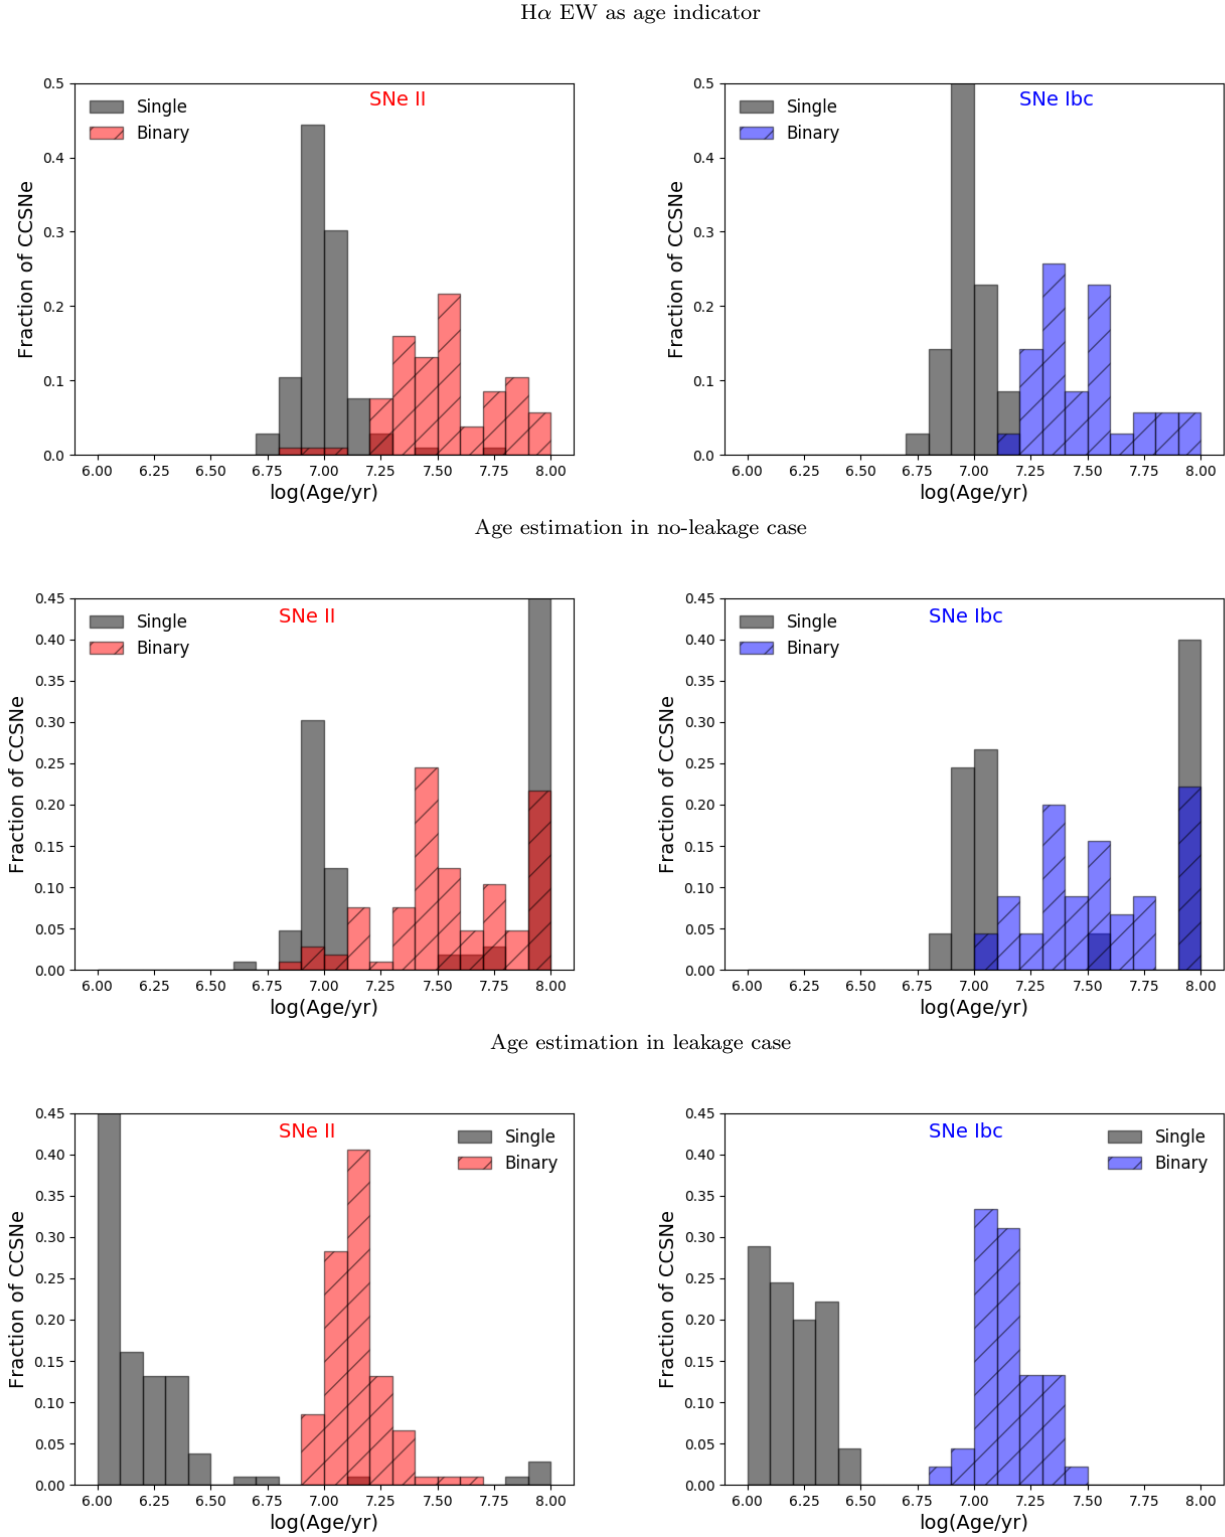 Hα EW as age indicator
SNe II
Single
Binary
0.5
0.4
0.3
0.2
0.1
0.0
Fraction of CCSNe
6.00 6.25 6.50 6.75 7.00 7.25 7.50 7.75 8.00
log(Age/yr)
SNe Ibc
Single
Binary
0.5
0.4
0.3
0.2
0.1
0.0
Fraction of CCSNe
6.00 6.25 6.50 6.75 7.00 7.25 7.50 7.75 8.00
log(Age/yr)
Age estimation in no-leakage case
SNe II
Single
Binary
0.45
0.40
0.35
0.30
0.25
0.20
0.15
0.10
0.05
0.00
Fraction of CCSNe
6.00 6.25 6.50 6.75 7.00 7.25 7.50 7.75 8.00
log(Age/yr)
SNe Ibc
Single
Binary
0.45
0.40
0.35
0.30
0.25
0.20
0.15
0.10
0.05
0.00
Fraction of CCSNe
6.00 6.25 6.50 6.75 7.00 7.25 7.50 7.75 8.00
log(Age/yr)
Age estimation in leakage case
SNe II
Single
Binary
0.45
0.40
0.35
0.30
0.25
0.20
0.15
0.10
0.05
0.00
Fraction of CCSNe
6.00 6.25 6.50 6.75 7.00 7.25 7.50 7.75 8.00
log(Age/yr)
SNe Ibc
Single
Binary
0.45
0.40
0.35
0.30
0.25
0.20
0.15
0.10
0.05
0.00
Fraction of CCSNe
6.00 6.25 6.50 6.75 7.00 7.25 7.50 7.75 8.00
log(Age/yr)